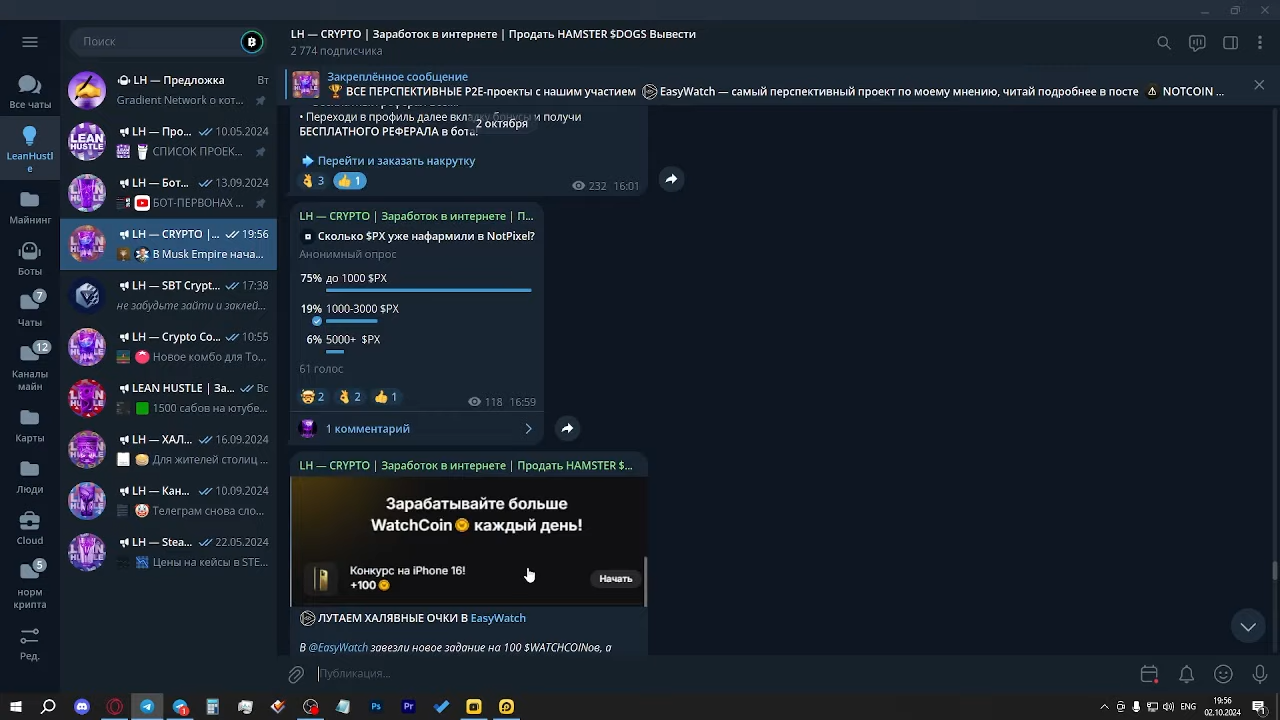 Поиск
LH — CRYPTO | Заработок в интернете | Продать HAMSTER $DOGS Вывести
2 774 подписчика
Закреплённое сообщение
ВСЕ ПЕРСПЕКТИВНЫЕ P2E-проекты с нашим участием EasyWatch — самый перспективный проект по моему мнению, читай подробнее в посте NOTCOIN ...
Все чаты
LeanHustl
e
Майнинг
Боты
7
Чаты
12
Каналы
майн
Карты
Люди
Cloud
5
норм
крипта
Ред.
LH — Предложка Вт
Gradient Network о кот...
LH — Про... 10.05.2024
СПИСОК ПРОЕК...
LH — Бот... 13.09.2024
БОТ-ПЕРВОНАХ ...
LH — CRYPTO |... 19:56
В Musk Empire нача...
LH — SBT Crypt... 17:38
не забудьте зайти и заклей...
LH — Crypto Co... 10:55
Новое комбо для То...
LEAN HUSTLE | За... Вс
1500 сабов на ютубе...
LH — ХАЛ... 16.09.2024
Для жителей столиц ...
LH — Кан... 10.09.2024
Телеграм снова сло...
LH — Stea... 22.05.2024
Цены на кейсы в STE...
• Переходи в профиль далее вкладку бонусы и получи
2 октября
БЕСПЛАТНОГО РЕФЕРАЛА в бота.
Перейти и заказать накрутку
3 1 232 16:01
LH — CRYPTO | Заработок в интернете | П...
Сколько $PX уже нафармили в NotPixel?
Анонимный опрос
75% до 1000 $PX
19% 1000-3000 $PX
6% 5000+ $PX
61 голос
2 2 1 118 16:59
1 комментарий
LH — CRYPTO | Заработок в интернете | Продать HAMSTER $...
Зарабатывайте больше
WatchCoin каждый день!
Конкурс на iPhone 16!
+100
Начать
ЛУТАЕМ ХАЛЯВНЫЕ ОЧКИ В EasyWatch
В @EasyWatch завезли новое задание на 100 $WATCHCOINов, а
Публикация...
ENG
19:56
02.10.2024